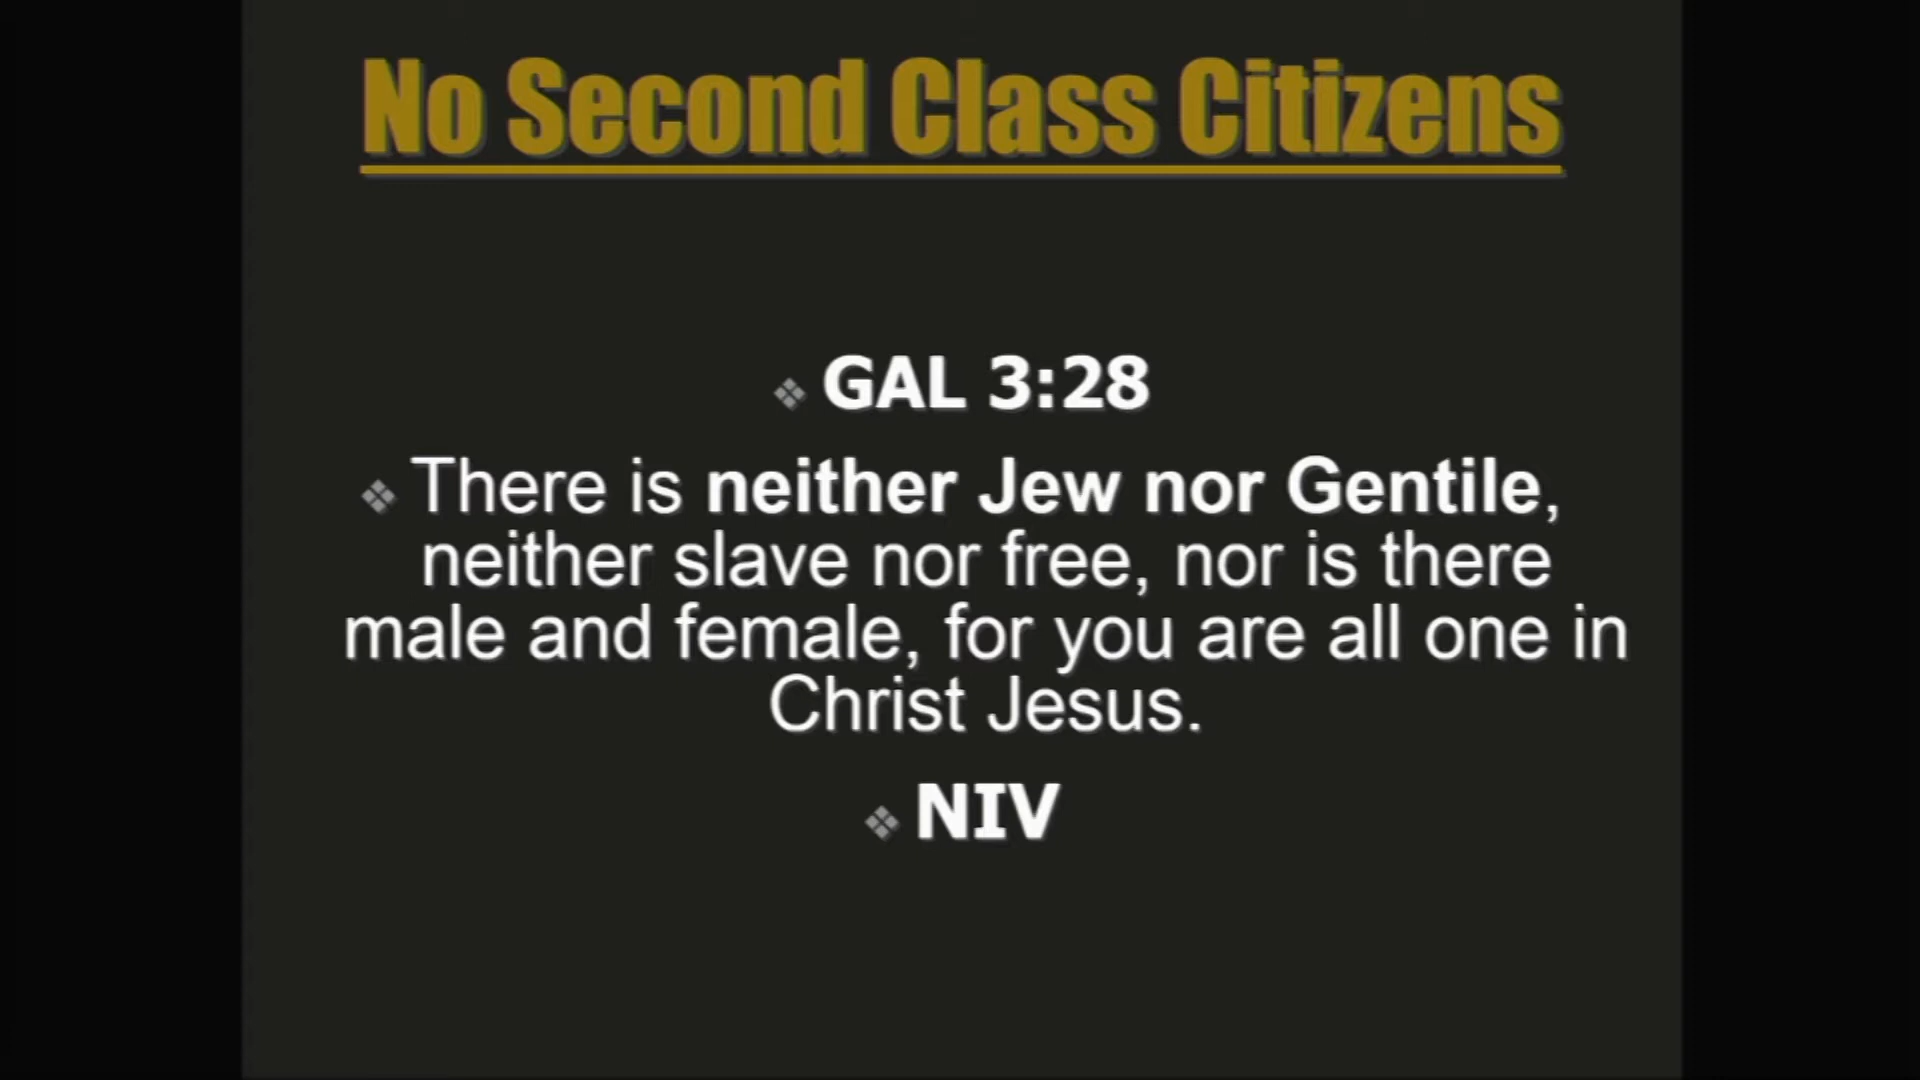 No Second Class Citizens
❖ GAL 3:28
❖ There is neither Jew nor Gentile,
neither slave nor free, nor is there
male and female, for you are all one in
Christ Jesus.
❖ NIV